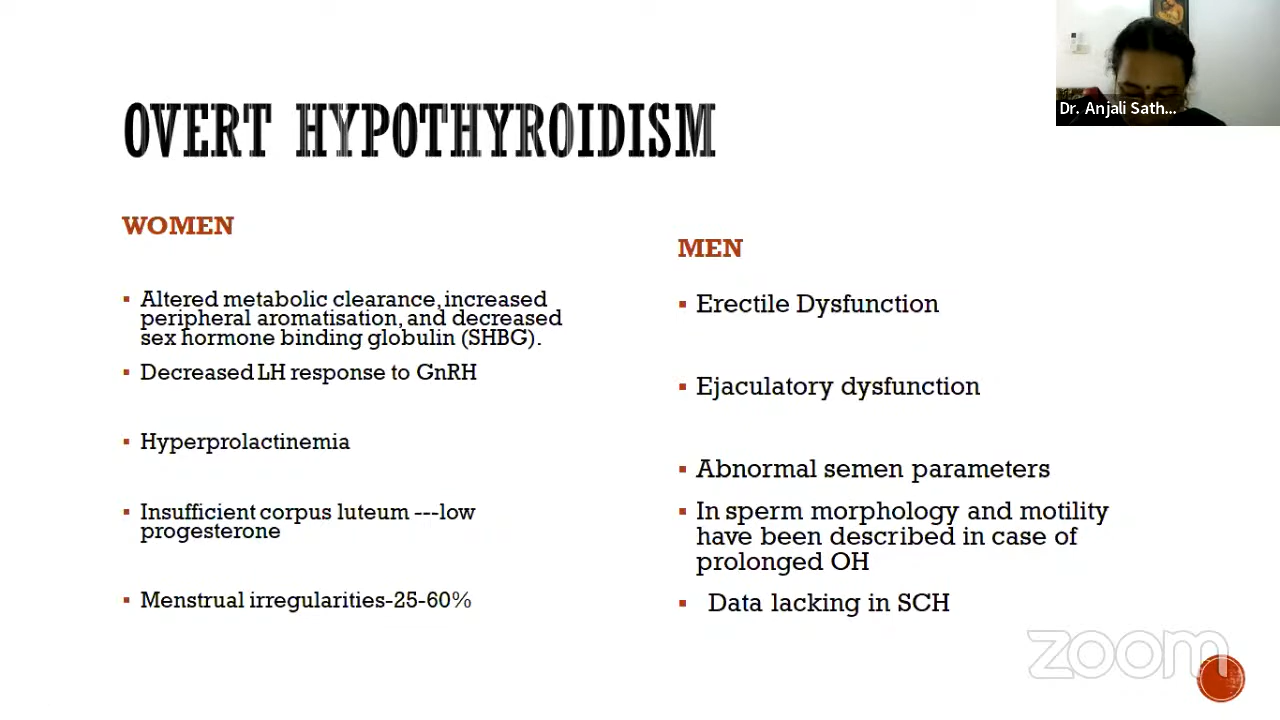 Dr. Anjali Sath...
OVERT HYPOTHYROIDISM
WOMEN
▪ Altered metabolic clearance, increased
peripheral aromatisation, and decreased
sex hormone binding globulin (SHBG).
▪ Decreased LH response to GnRH
▪ Hyperprolactinemia
▪ Insufficient corpus luteum ---low
progesterone
▪ Menstrual irregularities-25-60%
MEN
▪ Erectile Dysfunction
▪ Ejaculatory dysfunction
▪ Abnormal semen parameters
▪ In sperm morphology and motility
have been described in case of
prolonged OH
▪ Data lacking in SCH
zoom